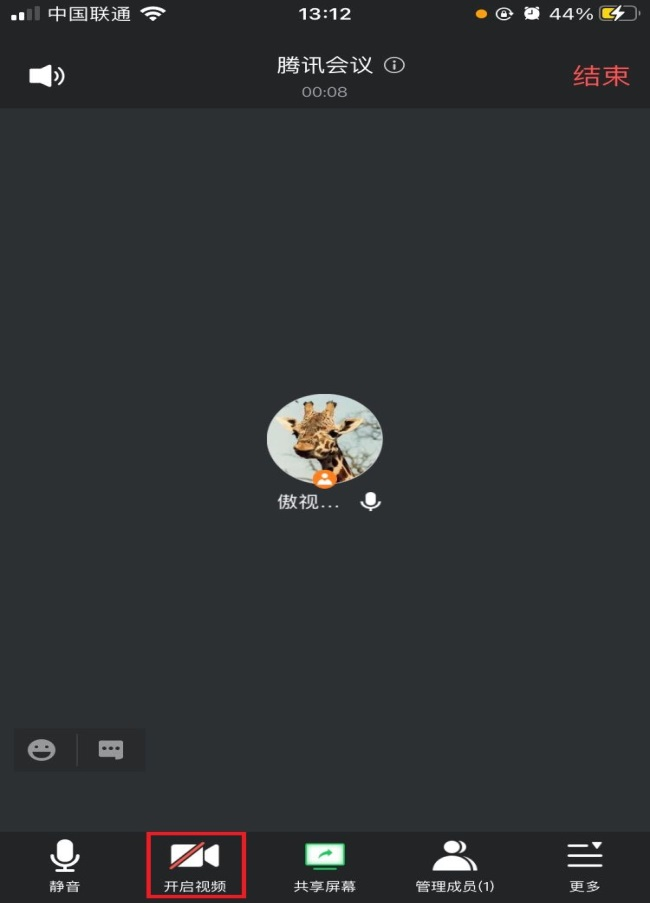 中国联通
13:12
44%
腾讯会议
00:08
结束
傲视...
静音
开启视频
共享屏幕
管理成员(1)
更多